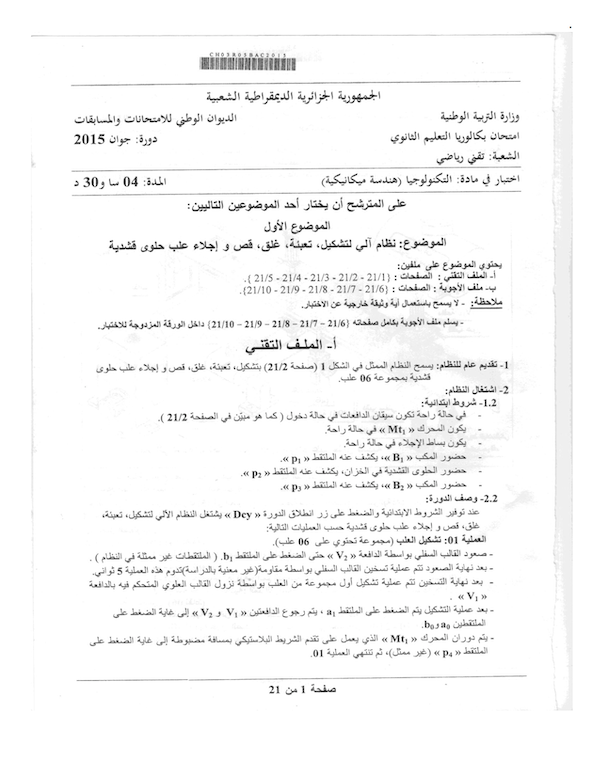 CH03R03BAC2015
الجمهورية الجزائرية الديمقراطية الشعبية
وزارة التربية الوطنية الديوان الوطني للامتحانات والمسابقات
امتحان بكالوريا التعليم الثانوي دورة: جوان 2015
الشعبة: تقني رياضي
اختبار في مادة: التكنولوجيا (هندسة ميكانيكية) المدة: 04 سا و30 د
على المترشح أن يختار أحد الموضوعين التاليين:
الموضوع الأول
الموضوع: نظام آلي لتشكيل، تعبئة، غلق، قص و إجلاء علب حلوى قشدية
يحتوي الموضوع على ملفين:
أ- الملف التقني : الصفحات : {21/1 - 21/2 - 21/3 - 21/4 - 21/5 }.
ب- ملف الأجوبة : الصفحات : {21/6 - 21/7 - 21/8 - 21/9 - 21/10}.
ملاحظة: - لا يسمح باستعمال أية وثيقة خارجية عن الاختبار.
- يسلم ملف الأجوبة بكامل صفحاته {21/6 – 21/7 – 21/8 – 21/9 – 21/10} داخل الورقة المزدوجة للاختبار.
أ- الملف التقني
1- تقديم عام للنظام: يسمح النظام الممثل في الشكل 1 (صفحة 21/2) بتشكيل، تعبئة، غلق، قص و إجلاء علب حلوى
قشدية بمجموعة 06 علب.
2- اشتغال النظام:
1.2- شروط ابتدائية:
- في حالة راحة تكون سيقان الدافعات في حالة دخول ( كما هو مبيّن في الصفحة 21/2 ).
- يكون المحرك « Mt1 » في حالة راحة.
- يكون بساط الإجلاء في حالة راحة.
- حضور المكب « B1 »، يكشف عنه الملتقط « p1 ».
- حضور الحلوى القشدية في الخزان، يكشف عنه الملتقط « p2 ».
- حضور المكب « B2 »، يكشف عنه الملتقط « p3 ».
2.2- وصف الدورة:
عند توفير الشروط الابتدائية والضغط على زر انطلاق الدورة « Dcy » يشتغل النظام الآلي لتشكيل، تعبئة،
غلق، قص و إجلاء علب حلوى قشدية حسب العمليات التالية:
العملية 01: تشكيل العلب (مجموعة تحتوي على 06 علب).
- صعود القالب السفلي بواسطة الدافعة « V2 » حتى الضغط على الملتقط b1. ( الملتقطات غير ممثلة في النظام ) .
- بعد نهاية الصعود تتم عملية تسخين القالب السفلي بواسطة مقاومة(غير معنية بالدراسة)تدوم هذه العملية 5 ثواني.
- بعد نهاية التسخين تتم عملية تشكيل أول مجموعة من العلب بواسطة نزول القالب العلوي المتحكم فيه بالدافعة
« V1 » .
- بعد عملية التشكيل يتم الضغط على الملتقط a1 ، يتم رجوع الدافعتين « V1 و V2 » إلى غاية الضغط على
الملتقطين a0 وb0.
- يتم دوران المحرك « Mt1 » الذي يعمل على تقدم الشريط البلاستيكي بمسافة مضبوطة إلى غاية الضغط على
الملتقط « p4 » (غير ممثل)، ثم تنتهي العملية 01.
صفحة 1 من 21